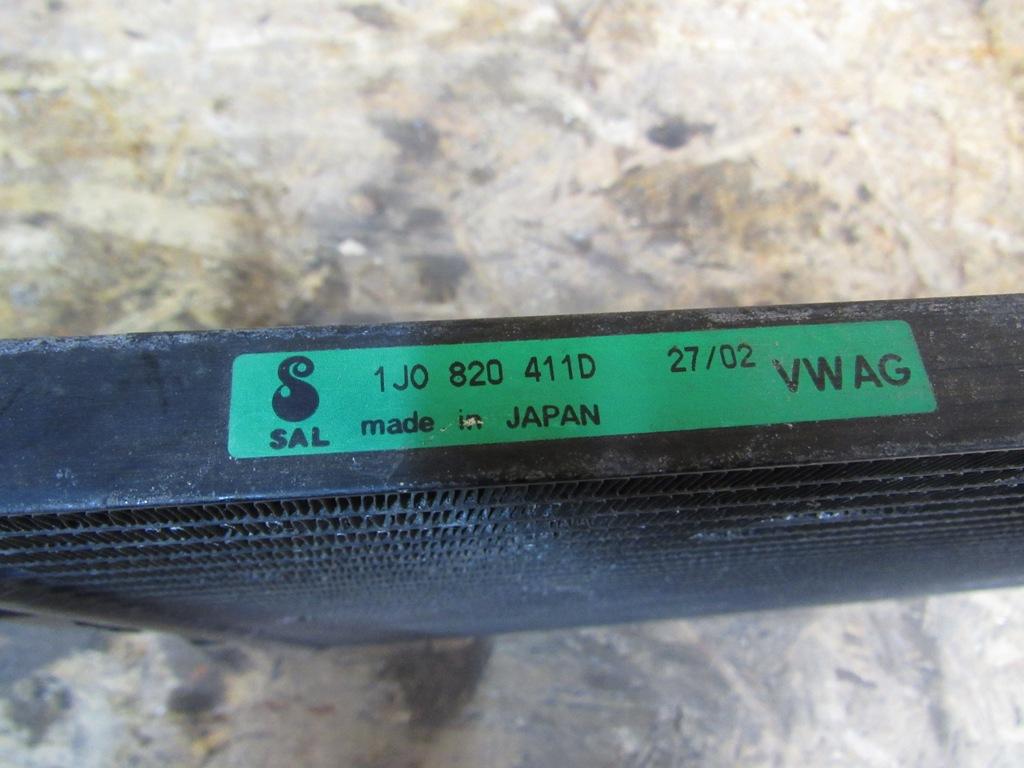 1J0 820 411D 27/02 VWAG
SAL made in JAPAN